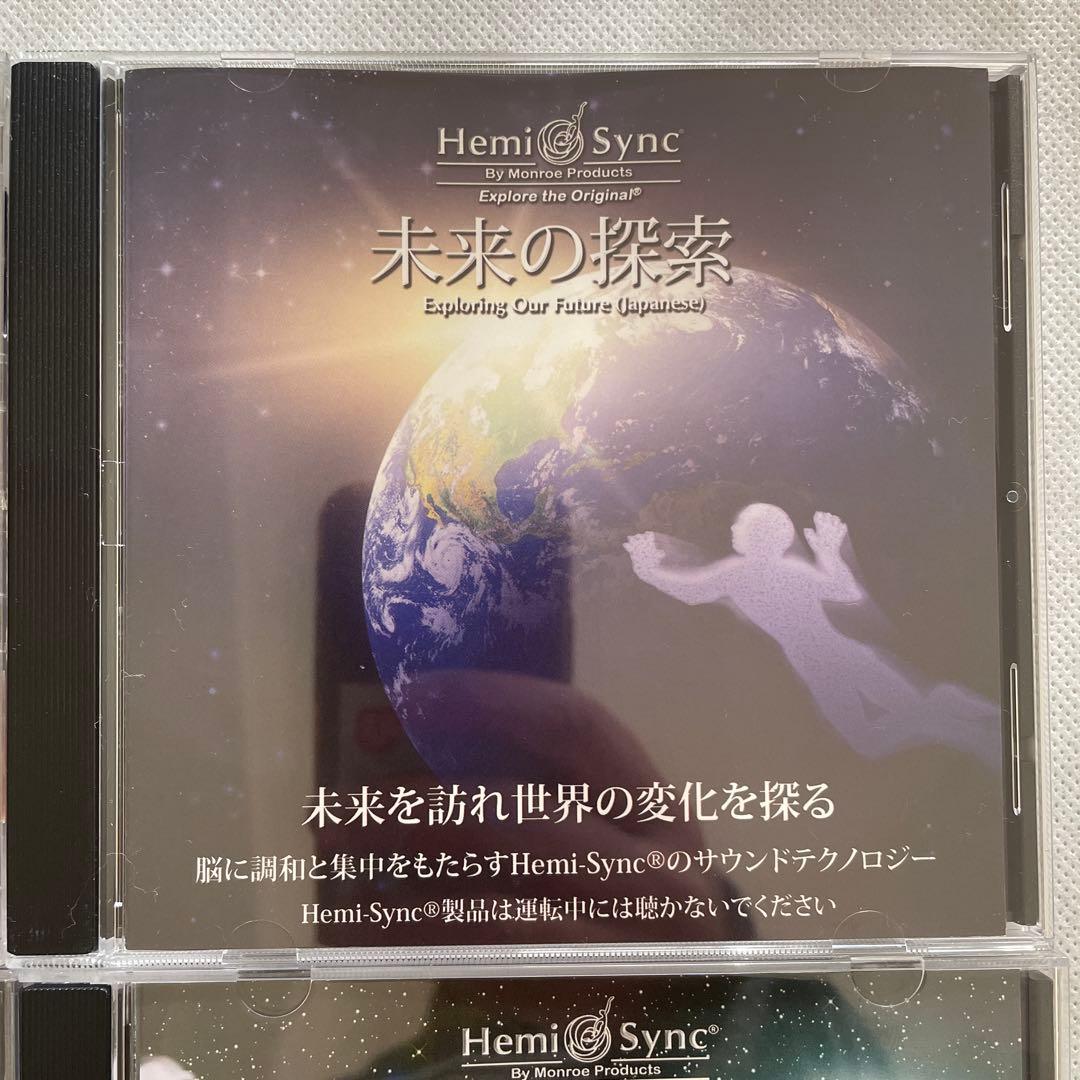 Hemi Sync®
By Monroe Products
Explore the Original®
未来の探索
Exploring Our Future (Japanese)
未来を訪れ世界の変化を探る
脳に調和と集中をもたらすHemi-Sync®のサウンドテクノロジー
Hemi-Sync®製品は運転中には聴かないでください
Hemi Sync®
By Monroe Products